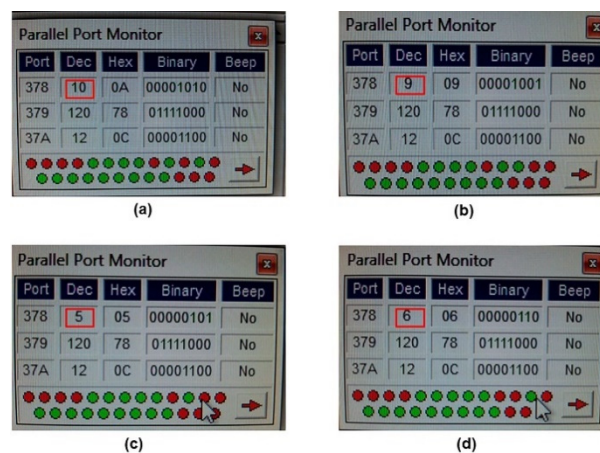 Parallel Port Monitor
Port Dec Hex Binary Beep
378 10 0A 00001010 No
379 120 78 01111000 No
37A 12 0C 00001100 No
(a)
Parallel Port Monitor
Port Dec Hex Binary Beep
378 9 09 00001001 No
379 120 78 01111000 No
37A 12 0C 00001100 No
(b)
Parallel Port Monitor
Port Dec Hex Binary Beep
378 5 05 00000101 No
379 120 78 01111000 No
37A 12 0C 00001100 No
(c)
Parallel Port Monitor
Port Dec Hex Binary Beep
378 6 06 00000110 No
379 120 78 01111000 No
37A 12 0C 00001100 No
(d)